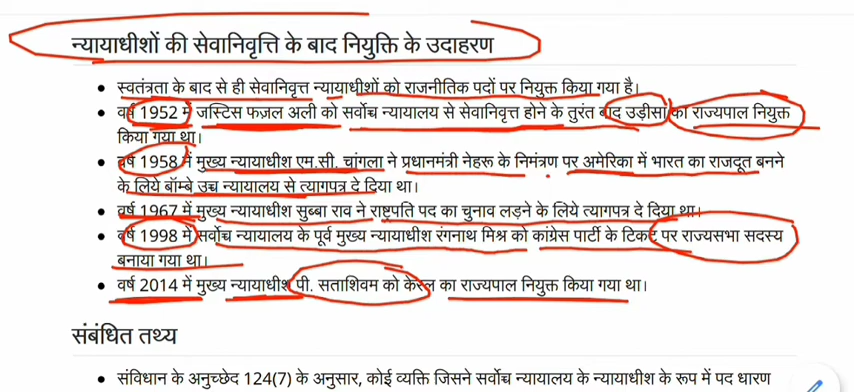 न्यायाधीशों की सेवानिवृत्ति के बाद नियुक्ति के उदाहरण
स्वतंत्रता के बाद से ही सेवानिवृत्त न्यायाधीशों को राजनीतिक पदों पर नियुक्त किया गया है।
वर्ष 1952 में जस्टिस फज़ल अली को सर्वोच्च न्यायालय से सेवानिवृत्त होने के तुरंत बाद उड़ीसा का राज्यपाल नियुक्त
किया गया था।
वर्ष 1958 में मुख्य न्यायाधीश एम.सी. चांगला ने प्रधानमंत्री नेहरू के निमंत्रण पर अमेरिका में भारत का राजदूत बनने
के लिये बॉम्बे उच्च न्यायालय से त्यागपत्र दे दिया था।
वर्ष 1967 में मुख्य न्यायाधीश सुब्बा राव ने राष्ट्रपति पद का चुनाव लड़ने के लिये त्यागपत्र दे दिया था।
वर्ष 1998 में सर्वोच्च न्यायालय के पूर्व मुख्य न्यायाधीश रंगनाथ मिश्र को कांग्रेस पार्टी के टिकट पर राज्यसभा सदस्य
बनाया गया था।
वर्ष 2014 में मुख्य न्यायाधीश पी. सताशिवम को केरल का राज्यपाल नियुक्त किया गया था।
संबंधित तथ्य
संविधान के अनुच्छेद 124(7) के अनुसार, कोई व्यक्ति जिसने सर्वोच्च न्यायालय के न्यायाधीश के रूप में पद धारण